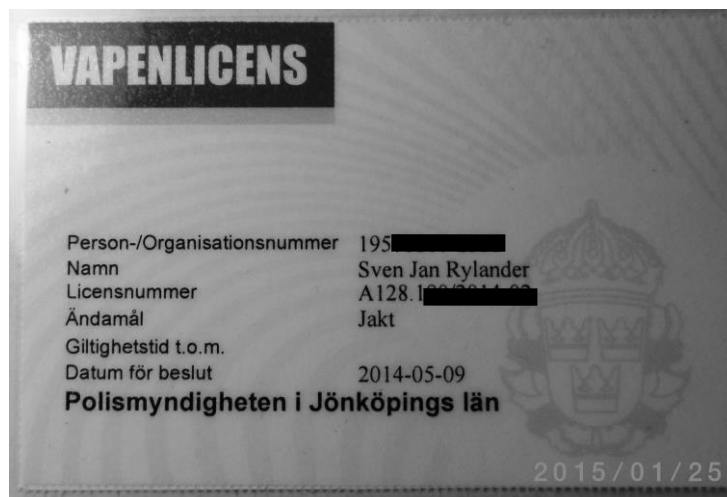 VAPENLICENS
Person-/Organisationsnummer 195
Namn Sven Jan Rylander
Licensnummer A128.1
Ändamål Jakt
Giltighetstid t.o.m.
Datum för beslut 2014-05-09
Polismyndigheten i Jönköpings län
2015/01/25